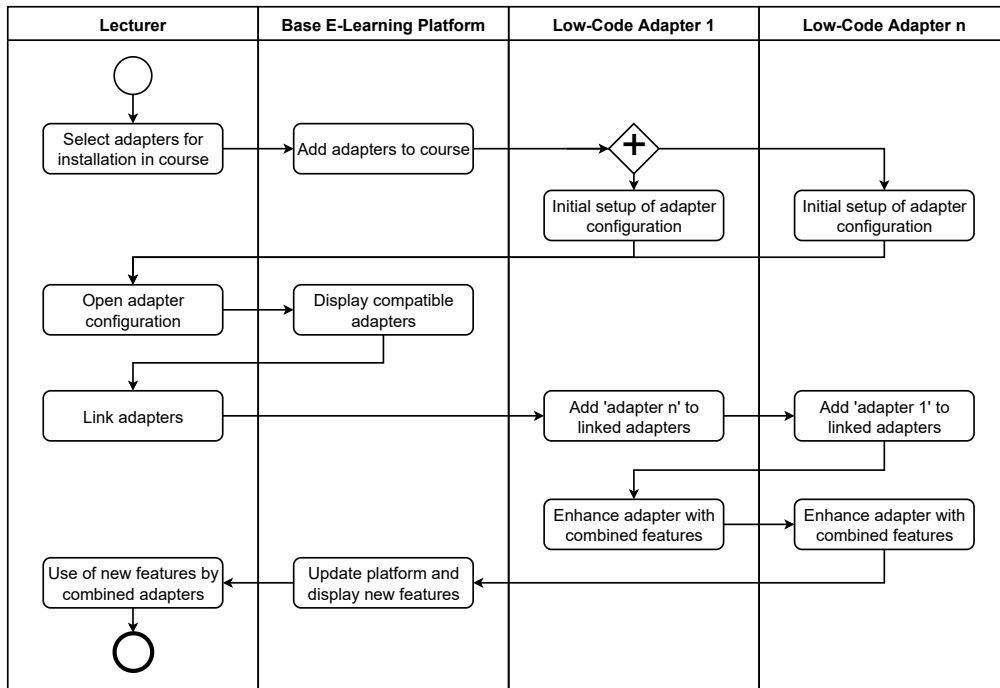 Lecturer
Base E-Learning Platform
Low-Code Adapter 1
Low-Code Adapter n
Select adapters for
installation in course
Add adapters to course
Initial setup of adapter
configuration
Initial setup of adapter
configuration
Open adapter
configuration
Display compatible
adapters
Link adapters
Add 'adapter n' to
linked adapters
Add 'adapter 1' to
linked adapters
Enhance adapter with
combined features
Enhance adapter with
combined features
Use of new features by
combined adapters
Update platform and
display new features